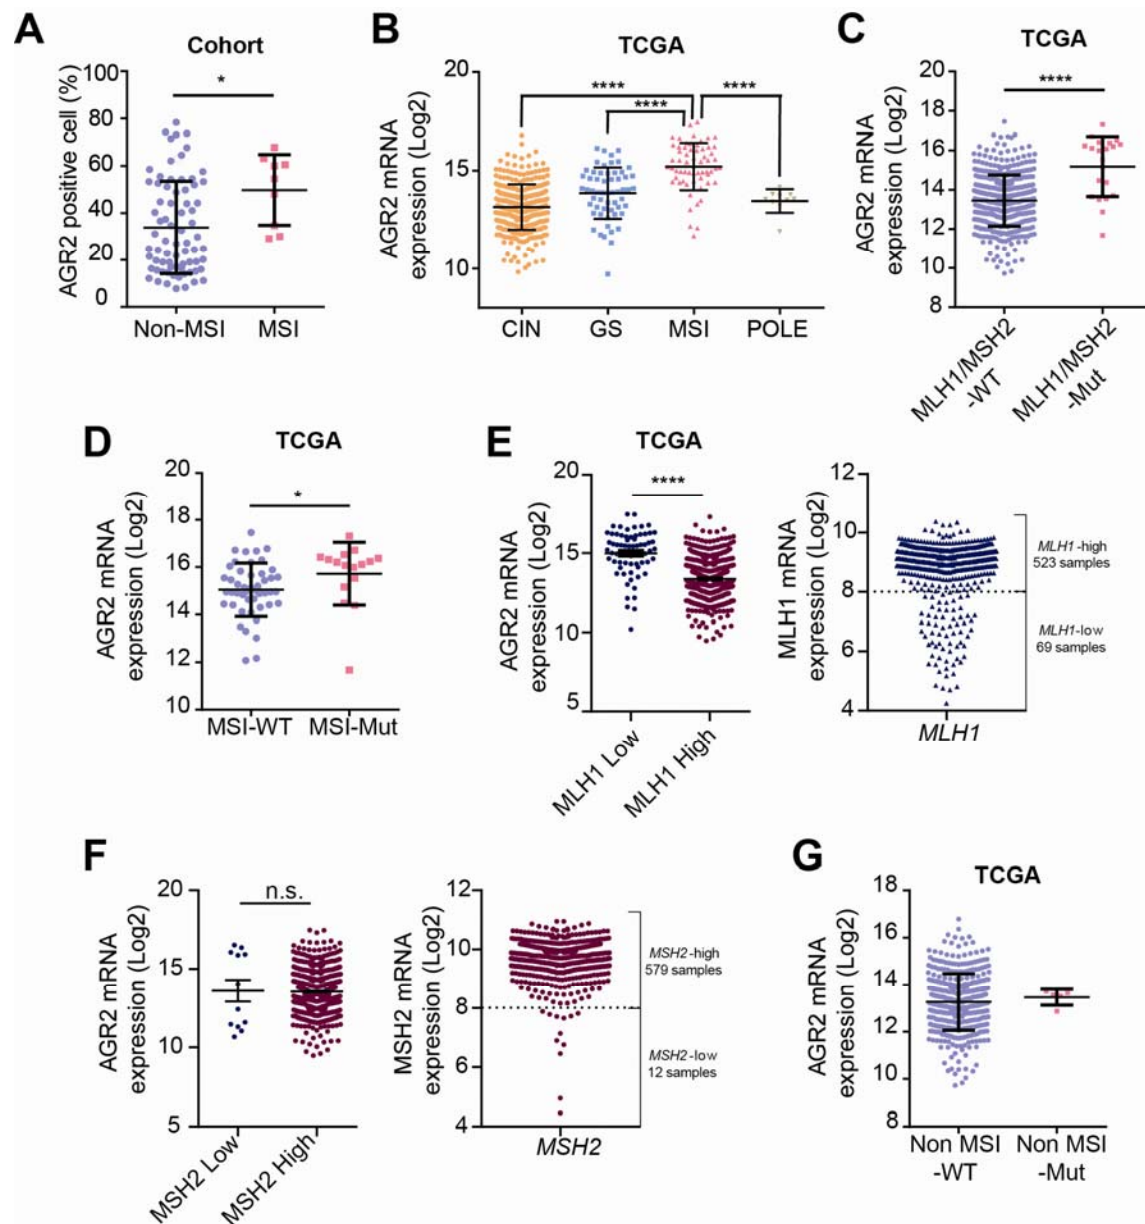 A
Cohort
AGR2 positive cell (%)
100
80
60
40
20
0
*
Non-MSI
MSI
B
TCGA
AGR2 mRNA
expression (Log2)
20
15
10
****
****
****
CIN
GS
MSI
POLE
C
TCGA
AGR2 mRNA
expression (Log2)
20
18
16
14
12
10
8
****
MLH1/MSH2
-WT
MLH1/MSH2
-Mut
D
TCGA
AGR2 mRNA
expression (Log2)
20
18
16
14
12
10
*
MSI-WT
MSI-Mut
E
TCGA
AGR2 mRNA
expression (Log2)
20
15
10
5
****
MLH1 Low
MLH1 High
MLH1 mRNA
expression (Log2)
12
10
8
6
4
MLH1-high
523 samples
MLH1-low
69 samples
MLH1
F
AGR2 mRNA
expression (Log2)
20
15
10
5
n.s.
MSH2 Low
MSH2 High
MSH2 mRNA
expression (Log2)
12
10
8
6
4
MSH2-high
579 samples
MSH2-low
12 samples
MSH2
G
TCGA
AGR2 mRNA
expression (Log2)
18
16
14
12
10
8
Non MSI
-WT
Non MSI
-Mut